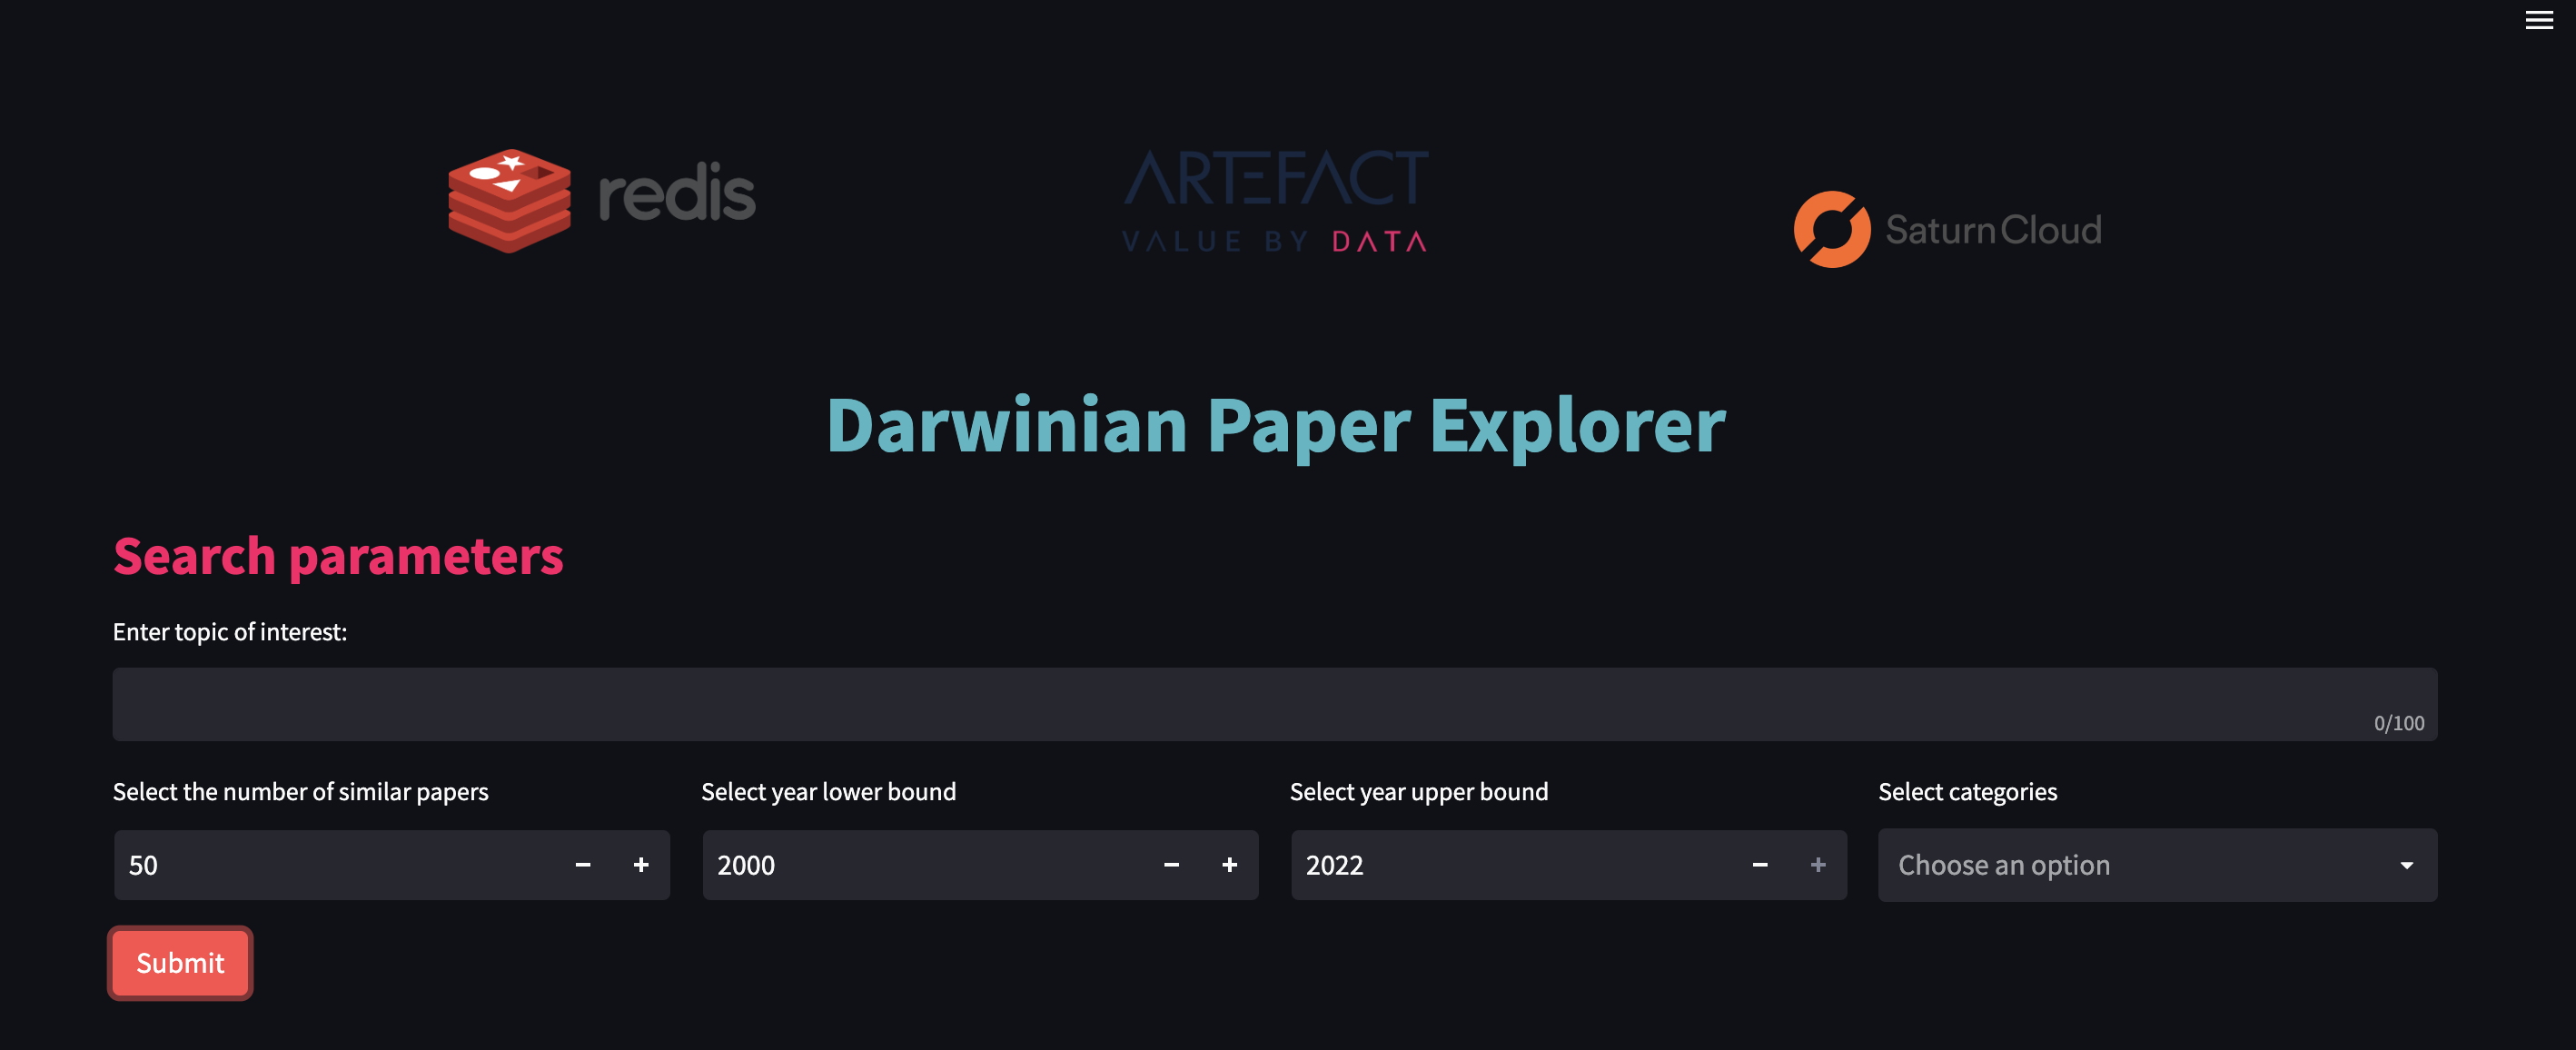 redis
ARTEFACT
VALUE BY DATA
Saturn Cloud
Darwinian Paper Explorer
Search parameters
Enter topic of interest:
0/100
Select the number of similar papers
Select year lower bound
Select year upper bound
Select categories
50 − +
2000 − +
2022 − +
Choose an option
Submit